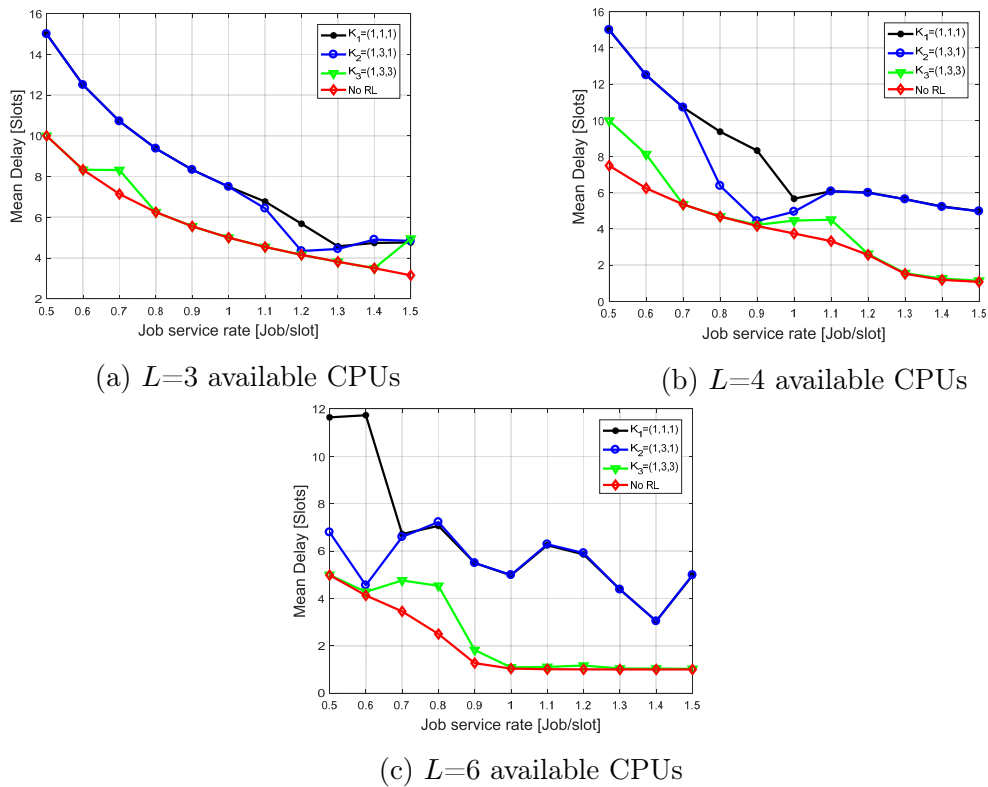 16
14
12
10
8
6
4
2
Mean Delay [Slots]
0.5 0.6 0.7 0.8 0.9 1.0 1.1 1.2 1.3 1.4 1.5
Job service rate [Job/slot]
K1=(1,1,1)
K2=(1,3,1)
K3=(1,3,3)
No RL
(a) L=3 available CPUs
16
14
12
10
8
6
4
2
0
Mean Delay [Slots]
0.5 0.6 0.7 0.8 0.9 1.0 1.1 1.2 1.3 1.4 1.5
Job service rate [Job/slot]
K1=(1,1,1)
K2=(1,3,1)
K3=(1,3,3)
No RL
(b) L=4 available CPUs
12
10
8
6
4
2
0
Mean Delay [Slots]
0.5 0.6 0.7 0.8 0.9 1 1.1 1.2 1.3 1.4 1.5
Job service rate [Job/slot]
K1=(1,1,1)
K2=(1,3,1)
K3=(1,3,3)
No RL
(c) L=6 available CPUs